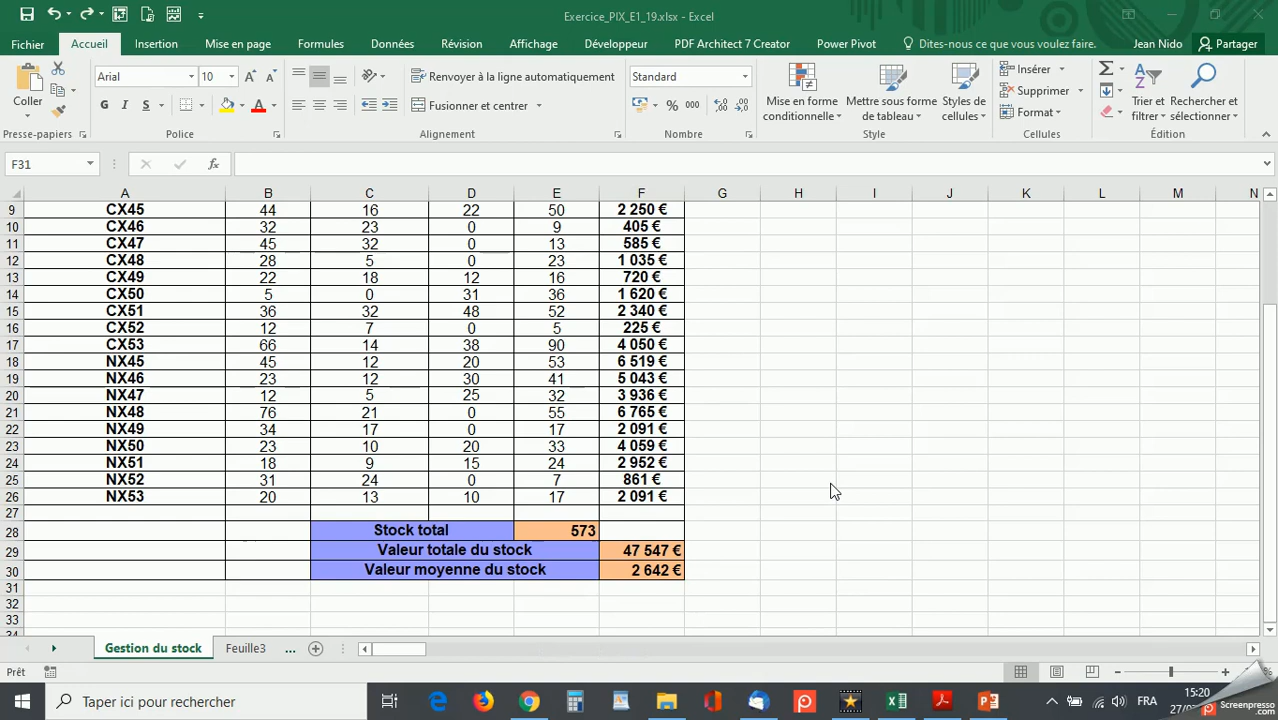 Exercice_PIX_E1_19.xlsx - Excel
Fichier Accueil Insertion Mise en page Formules Données Révision Affichage Développeur PDF Architect 7 Creator Power Pivot Dites-nous ce que vous voulez faire. Jean Nido Partager
Coller
Arial 10
G I S
Renvoyer à la ligne automatiquement
Fusionner et centrer
Standard
% 000
Mise en forme conditionnelle
Mettre sous forme de tableau
Styles de cellules
Insérer
Supprimer
Format
Trier et filtrer
Rechercher et sélectionner
Presse-papiers Police Alignement Nombre Style Cellules Édition
F31 fx
A B C D E F G H I J K L M N
9 CX45 44 16 22 50 2 250 €
10 CX46 32 23 0 9 405 €
11 CX47 45 32 0 13 585 €
12 CX48 28 5 0 23 1 035 €
13 CX49 22 18 12 16 720 €
14 CX50 5 0 31 36 1 620 €
15 CX51 36 32 48 52 2 340 €
16 CX52 12 7 0 5 225 €
17 CX53 66 14 38 90 4 050 €
18 NX45 45 12 20 53 6 519 €
19 NX46 23 12 30 41 5 043 €
20 NX47 12 5 25 32 3 936 €
21 NX48 76 21 0 55 6 765 €
22 NX49 34 17 0 17 2 091 €
23 NX50 23 10 20 33 4 059 €
24 NX51 18 9 15 24 2 952 €
25 NX52 31 24 0 7 861 €
26 NX53 20 13 10 17 2 091 €
27
28 Stock total 573
29 Valeur totale du stock 47 547 €
30 Valeur moyenne du stock 2 642 €
31
32
33
34
Gestion du stock Feuille3 ...
Prêt
Taper ici pour rechercher
FRA
15:20
27/0
Screenpresso
.com